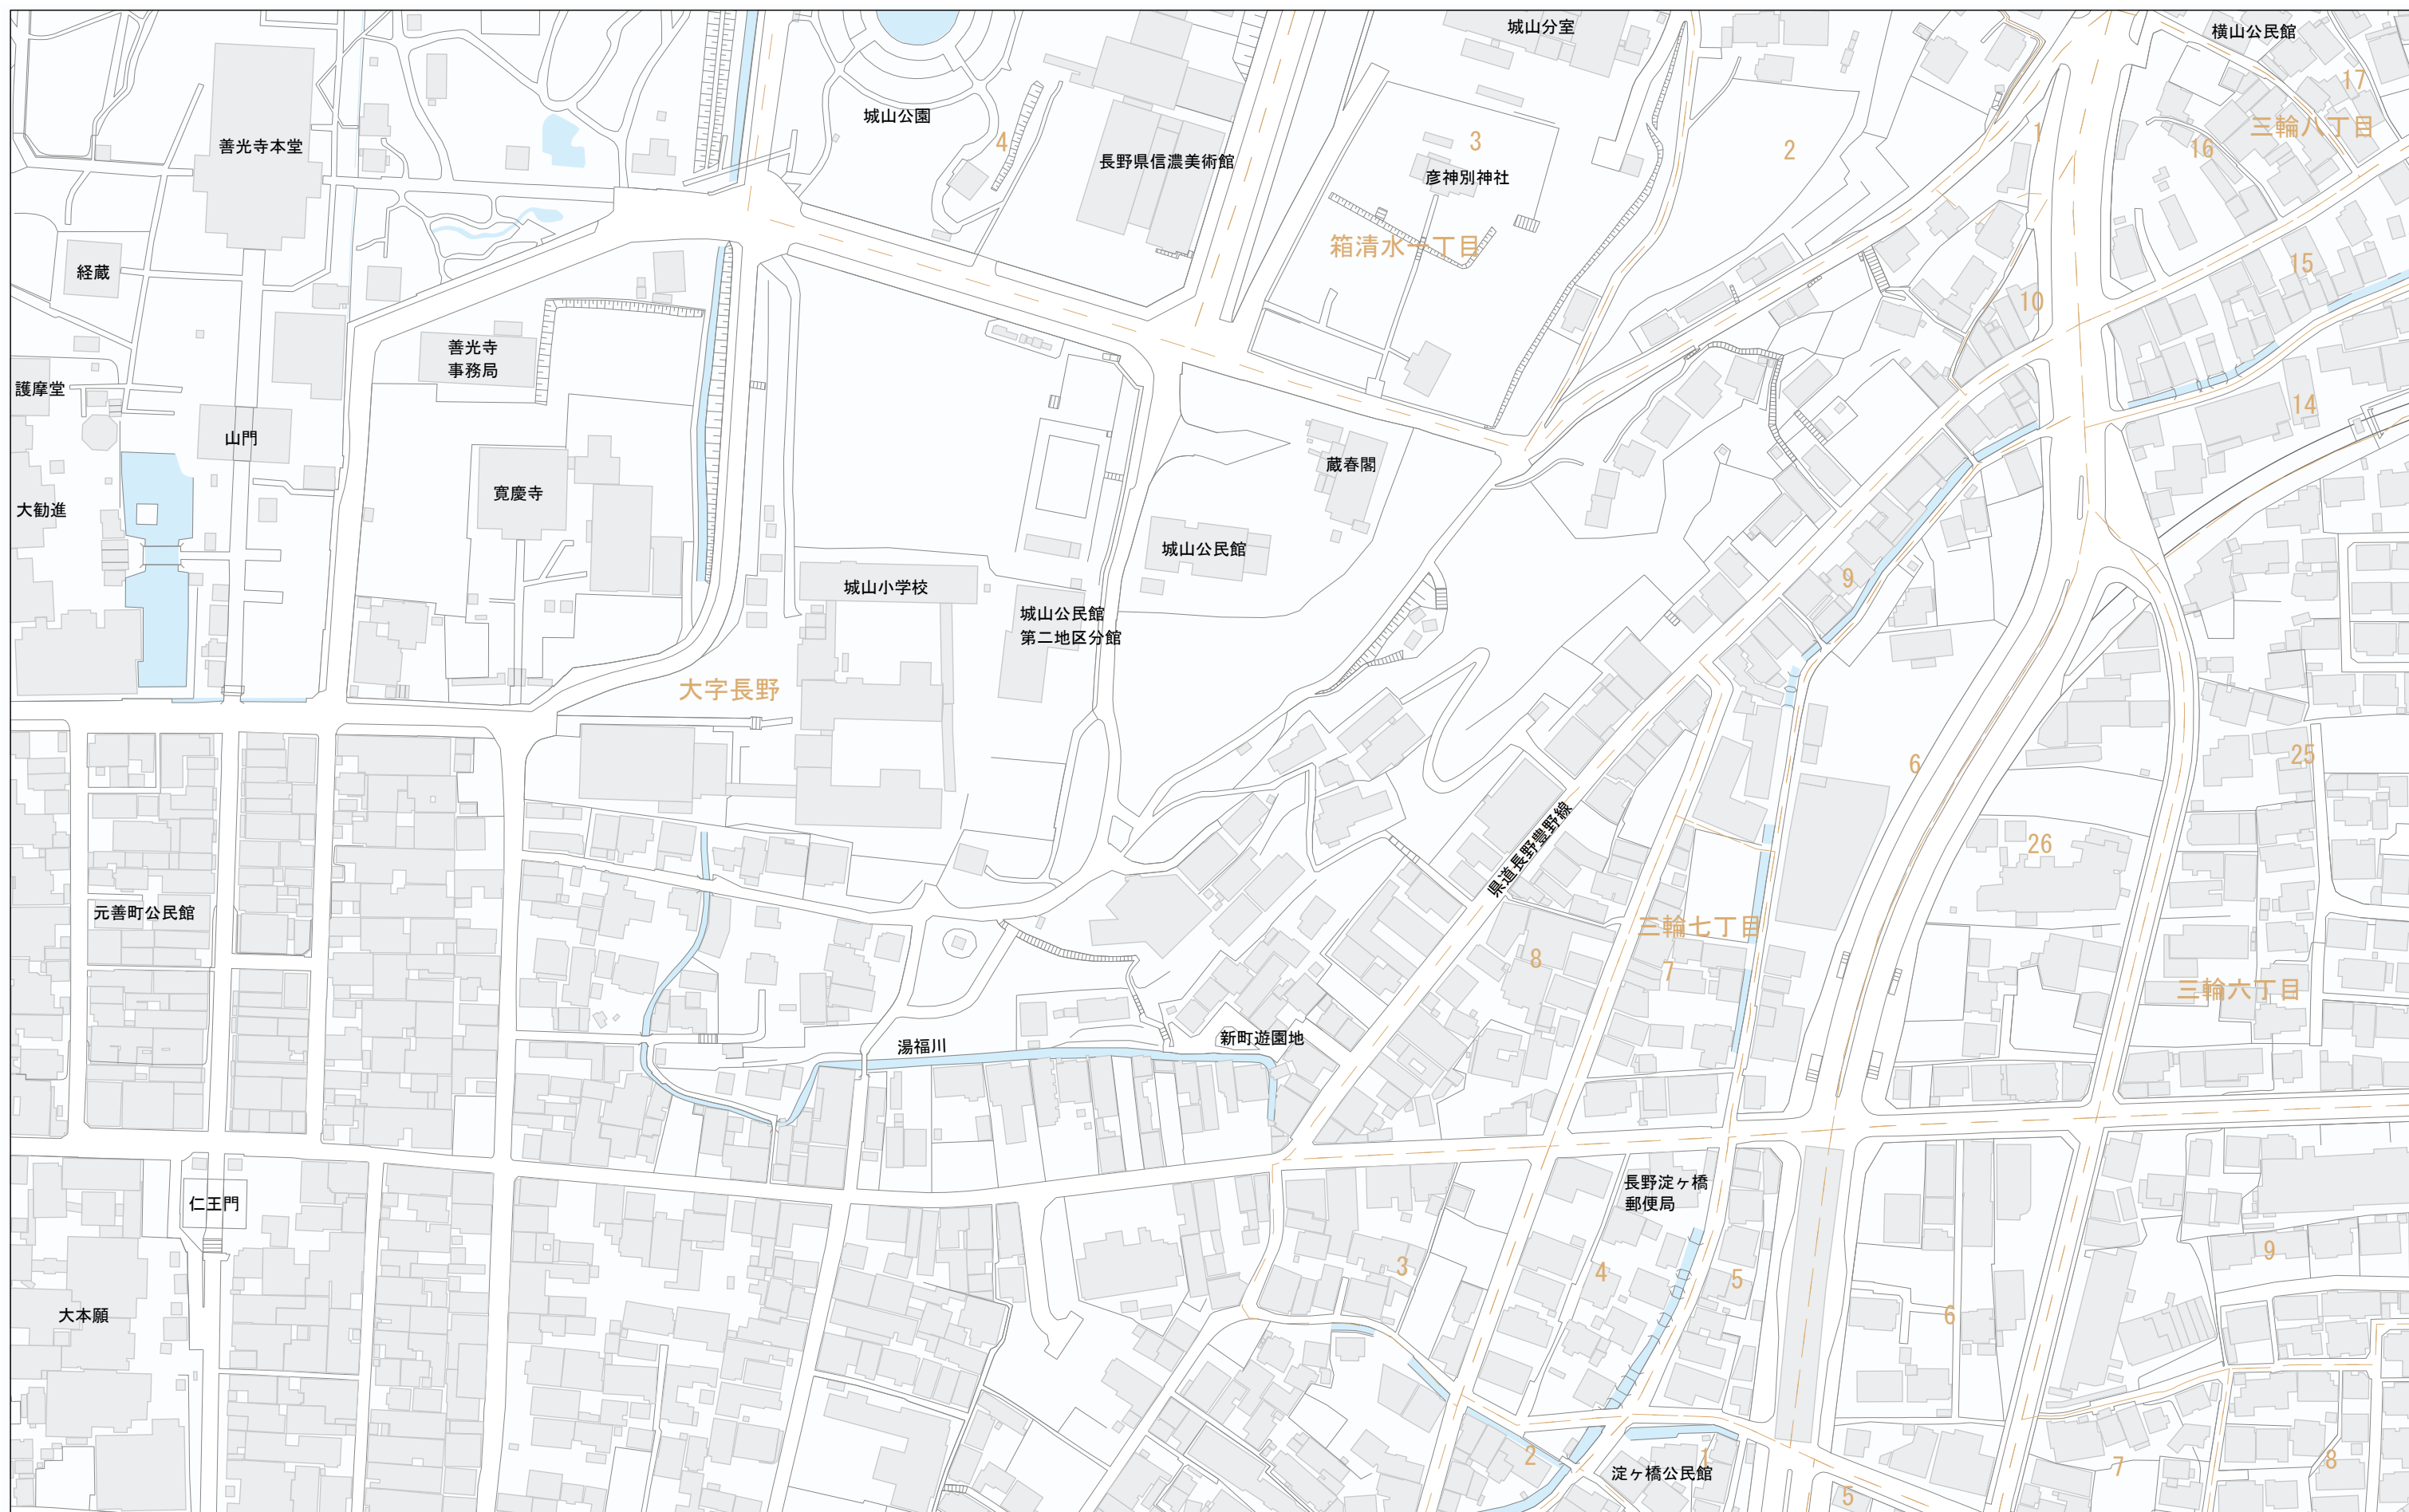 城山分室
横山公民館
17
城山公園
善光寺本堂
4
長野県信濃美術館
3
彦神別神社
2
1
16
三輪八丁目
箱清水一丁目
経蔵
15
10
善光寺
事務局
護摩堂
山門
14
蔵春閣
寛慶寺
大勧進
城山公民館
城山小学校
9
城山公民館
第二地区分館
大字長野
6
25
県道長野豊野線
26
元善町公民館
三輪七丁目
8
7
三輪六丁目
湯福川
新町遊園地
仁王門
長野淀ヶ橋
郵便局
3
4
5
9
大本願
6
2
1
淀ヶ橋公民館
7
8
5